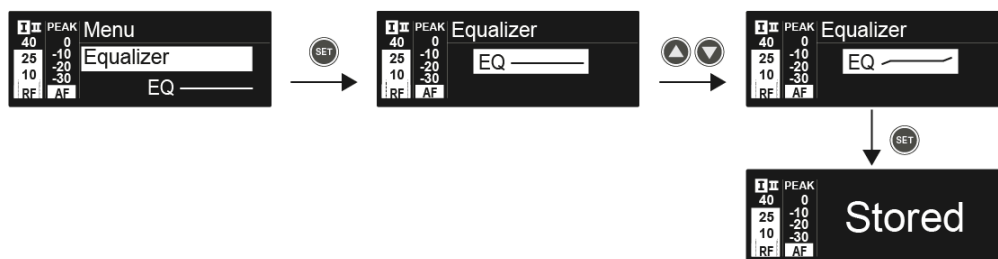 I II PEAK Menu
40 0
25 -10 Equalizer
10 -20
-30
RF AF EQ
SET
I II PEAK Equalizer
40 0
25 -10 EQ
10 -20
-30
RF AF
I II PEAK Equalizer
40 0
25 -10 EQ
10 -20
-30
RF AF
SET
I II PEAK
40 0
25 -10 Stored
10 -20
-30
RF AF